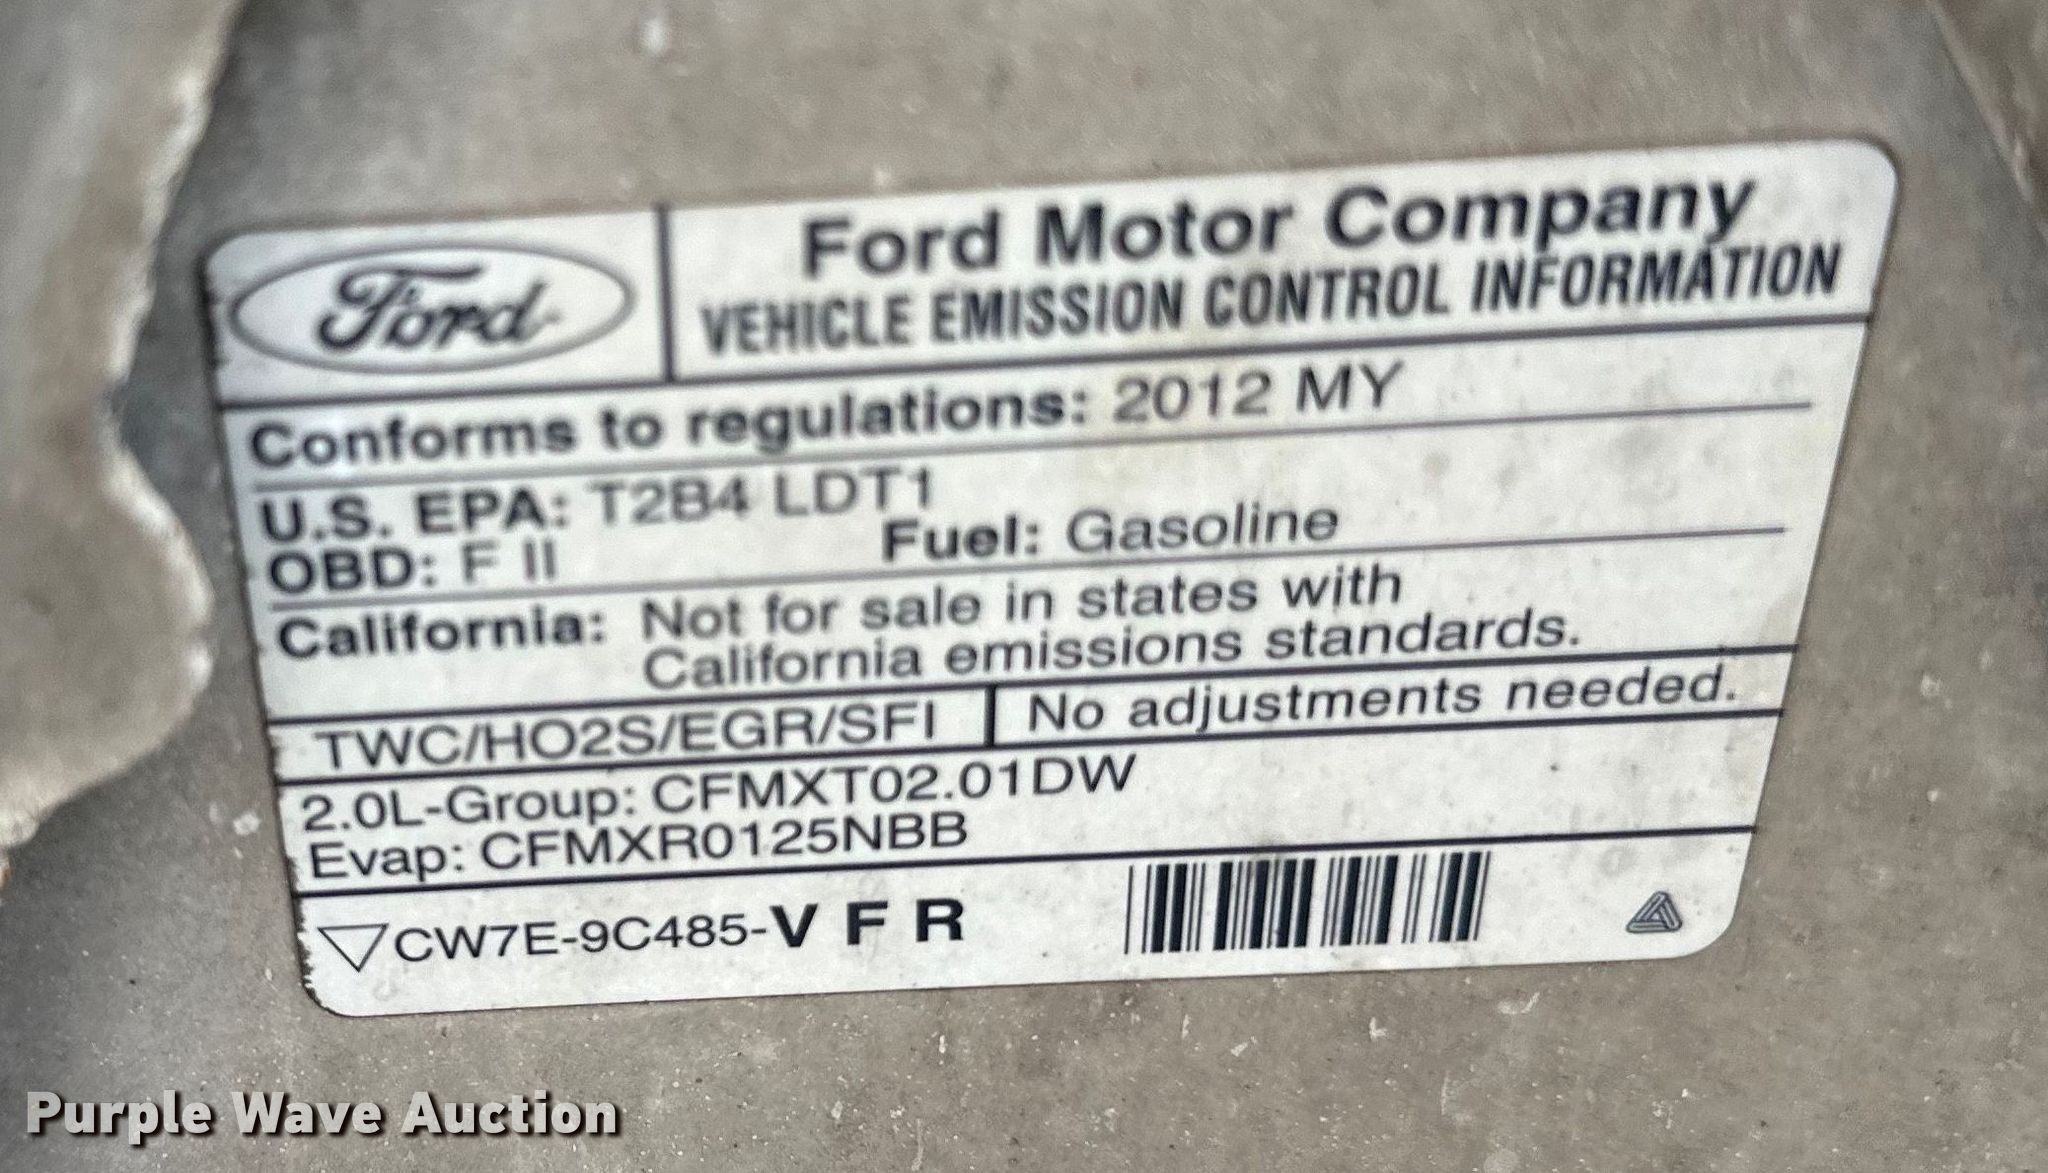 Ford
Ford Motor Company
VEHICLE EMISSION CONTROL INFORMATION
Conforms to regulations: 2012 MY
U.S. EPA: T2B4 LDT1
OBD: F II Fuel: Gasoline
California: Not for sale in states with
California emissions standards.
TWC/HO2S/EGR/SFI No adjustments needed.
2.0L-Group: CFMXT02.01DW
Evap: CFMXR0125NBB
CW7E-9C485-V F R
Purple Wave Auction